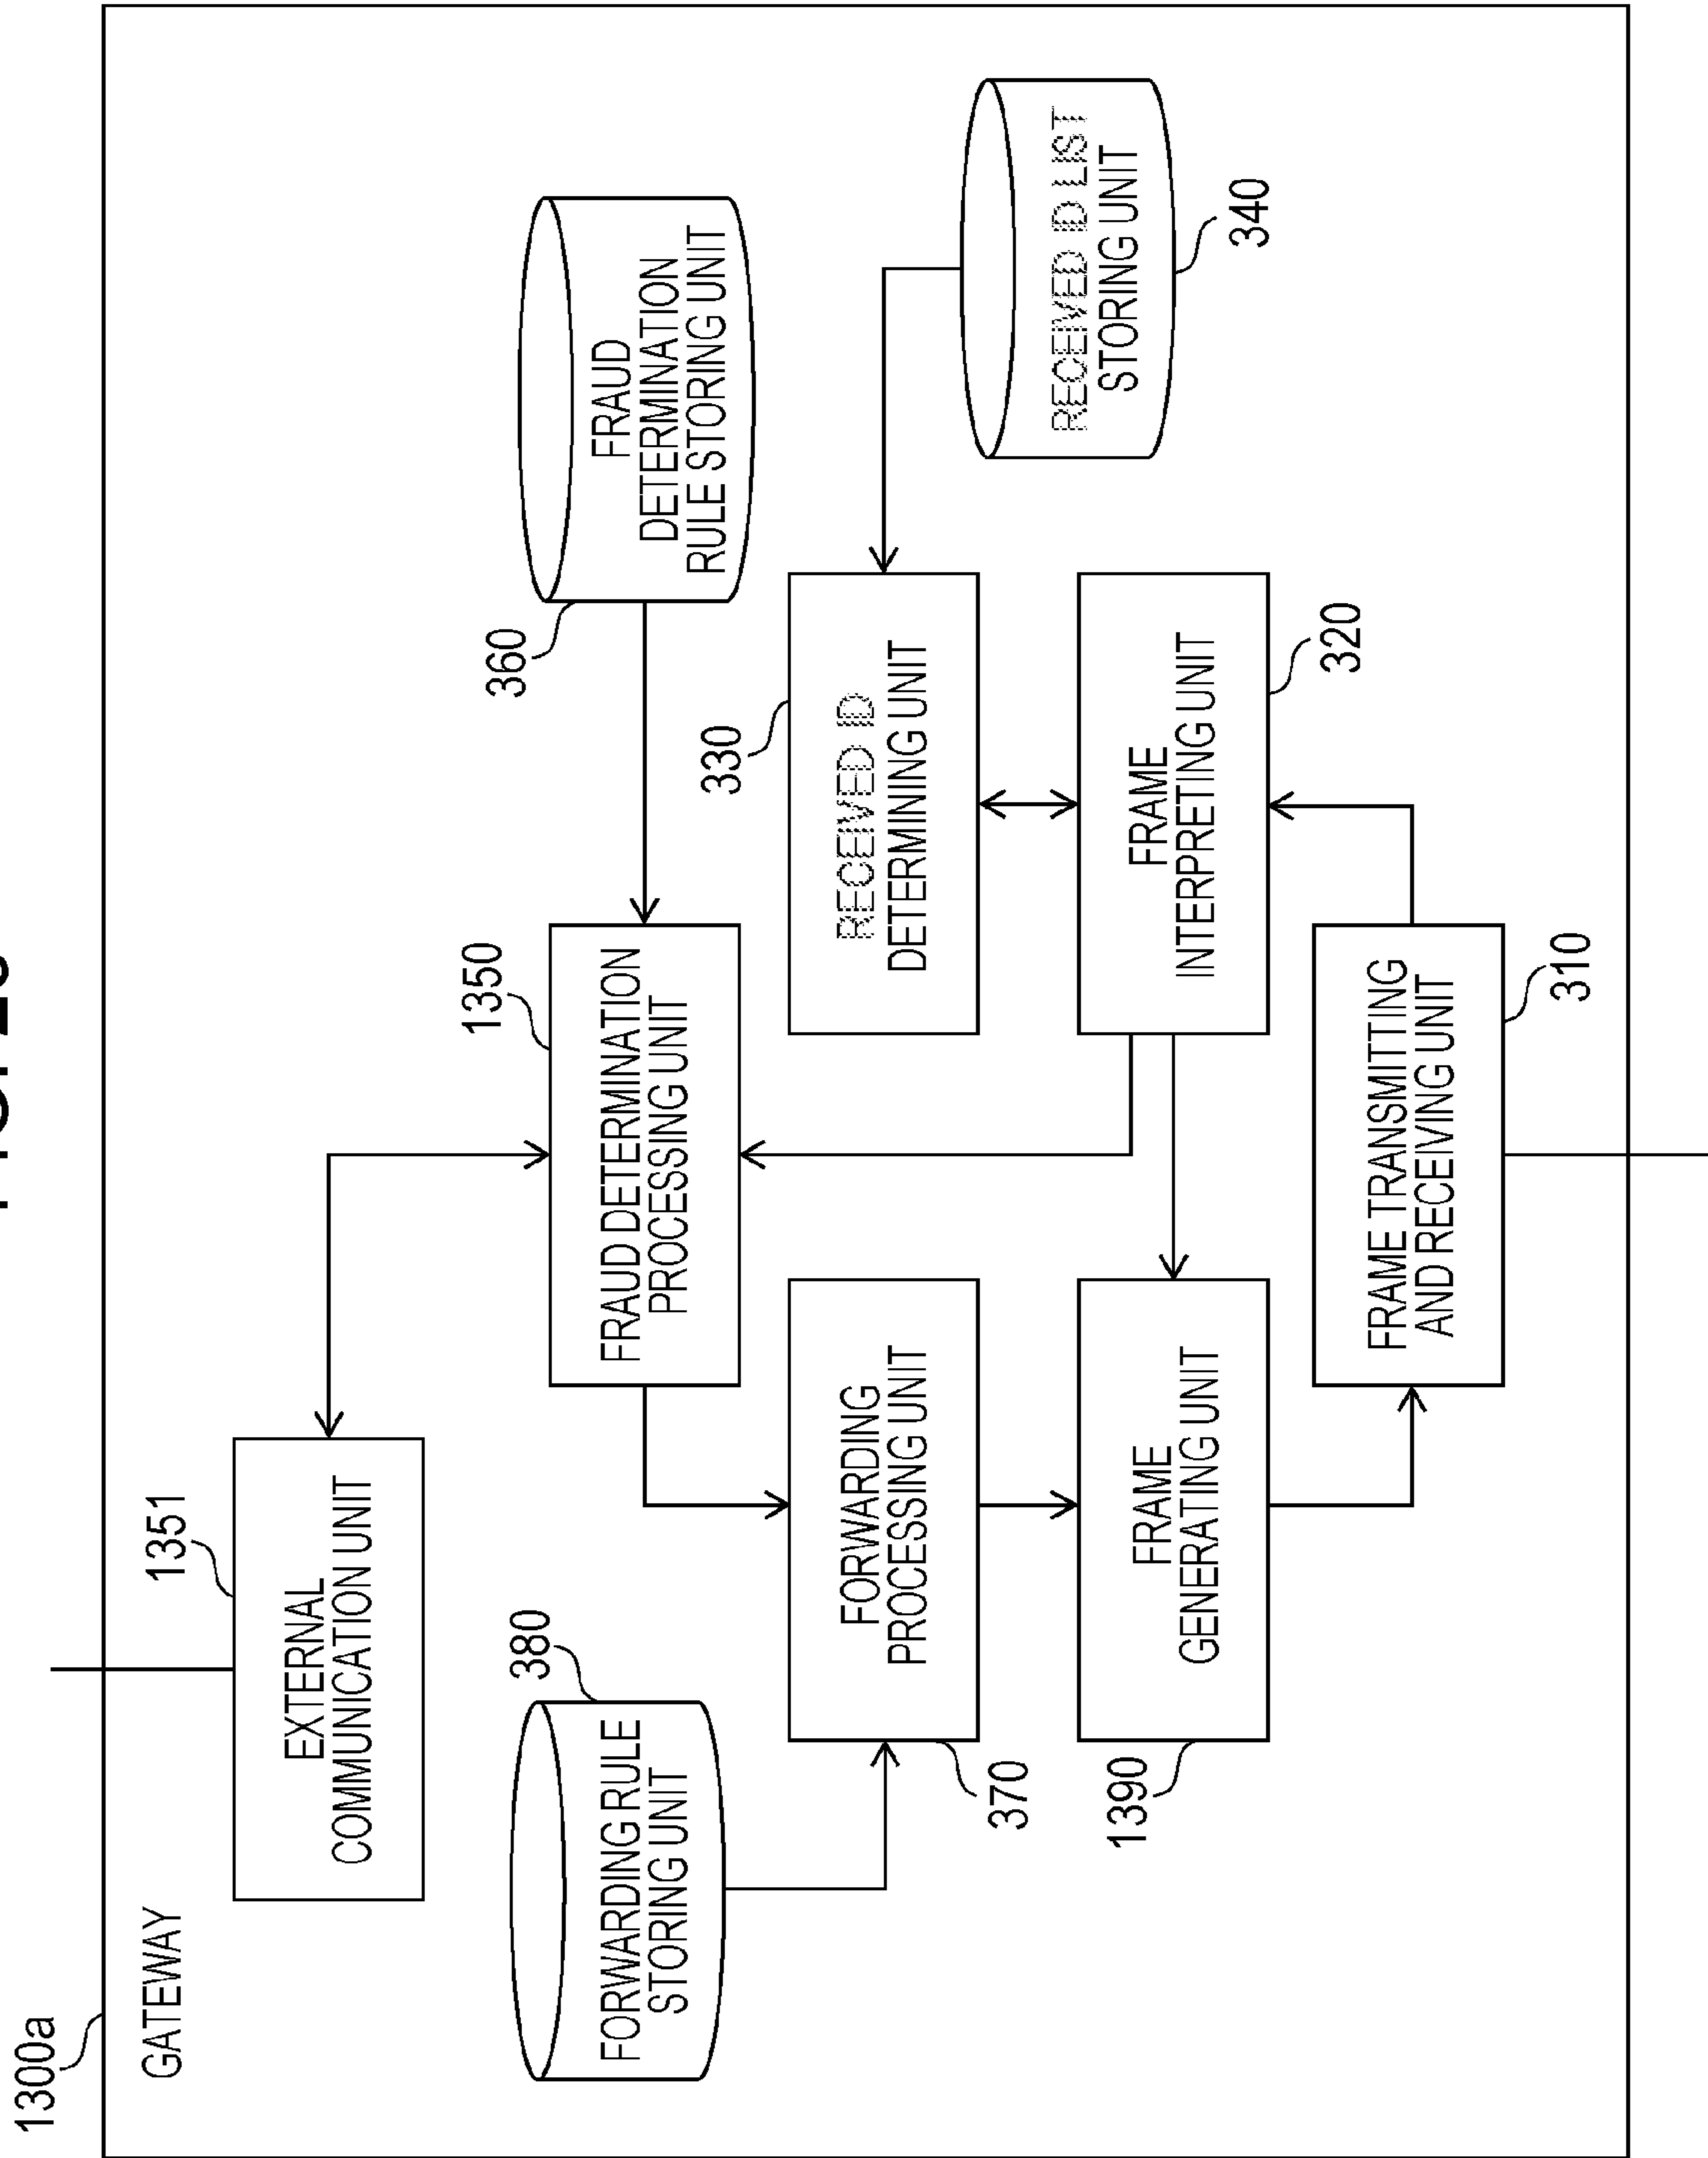 1300a
GATEWAY
1351
EXTERNAL
COMMUNICATION UNIT
1350
FRAUD DETERMINATION
PROCESSING UNIT
360
FRAUD
DETERMINATION
RULE STORING UNIT
380
FORWARDING RULE
STORING UNIT
370
FORWARDING
PROCESSING UNIT
330
RECEIVED ID
DETERMINING UNIT
340
RECEIVED ID LIST
STORING UNIT
1390
FRAME
GENERATING UNIT
320
FRAME
INTERPRETING UNIT
310
FRAME TRANSMITTING
AND RECEIVING UNIT